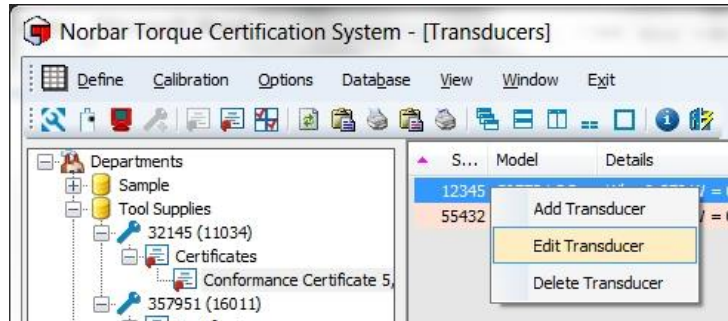 Norbar Torque Certification System - [Transducers]
Define Calibration Options Database View Window Exit
Departments
Sample
Tool Supplies
32145 (11034)
Certificates
Conformance Certificate 5,
357951 (16011)
S... Model Details
12345
55432
Add Transducer
Edit Transducer
Delete Transducer